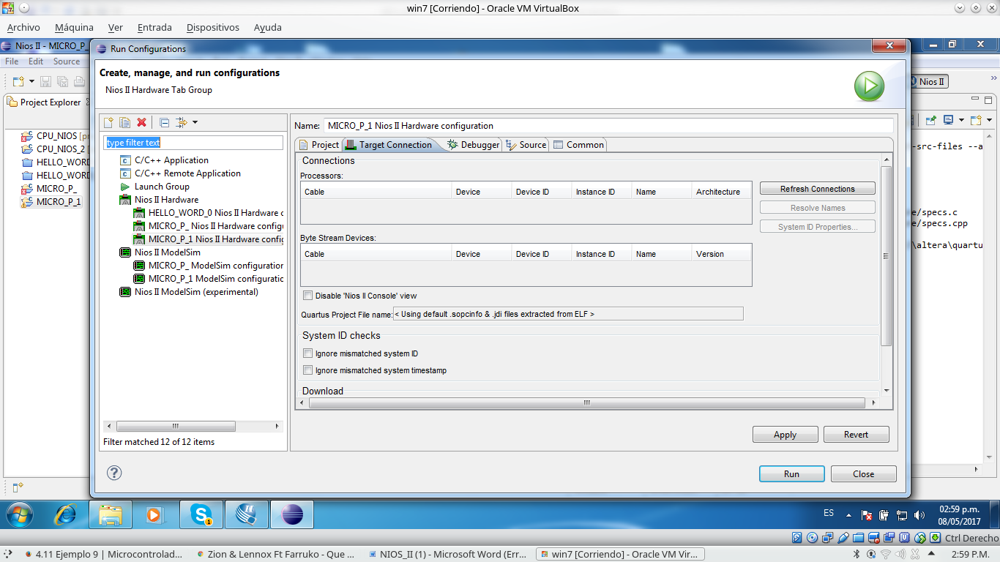 win7 [Corriendo] - Oracle VM VirtualBox
Archivo Máquina Ver Entrada Dispositivos Ayuda
Nios II - MICRO_P_
Run Configurations
File Edit Source
Create, manage, and run configurations
Nios II Hardware Tab Group
Nios II
Project Explorer
CPU_NIOS
CPU_NIOS_2
HELLO_WORD
HELLO_WORD
MICRO_P_
MICRO_P_1
type filter text
C/C++ Application
C/C++ Remote Application
Launch Group
Nios II Hardware
HELLO_WORD_0 Nios II Hardware c
MICRO_P_ Nios II Hardware configu
MICRO_P_1 Nios II Hardware config
Nios II ModelSim
MICRO_P_ ModelSim configuration
MICRO_P_1 ModelSim configuratic
Nios II ModelSim (experimental)
Filter matched 12 of 12 items
Name: MICRO_P_1 Nios II Hardware configuration
Project Target Connection Debugger Source Common
Connections
Processors:
Cable Device Device ID Instance ID Name Architecture
Refresh Connections
Resolve Names
System ID Properties...
Byte Stream Devices:
Cable Device Device ID Instance ID Name Version
Disable 'Nios II Console' view
Quartus Project File name: < Using default .sopcinfo & .jdi files extracted from ELF >
System ID checks
Ignore mismatched system ID
Ignore mismatched system timestamp
Download
Apply Revert
Run Close
-src-files --a
e/specs.c
e/specs.cpp
\altera\quartu
ES
02:59 p.m.
08/05/2017
Ctrl Derecho
4.11 Ejemplo 9 | Microcontrolad...
Zion & Lennox Ft Farruko - Que ...
NIOS_II (1) - Microsoft Word (Err...
win7 [Corriendo] - Oracle VM Vir...
2:59 P.M.